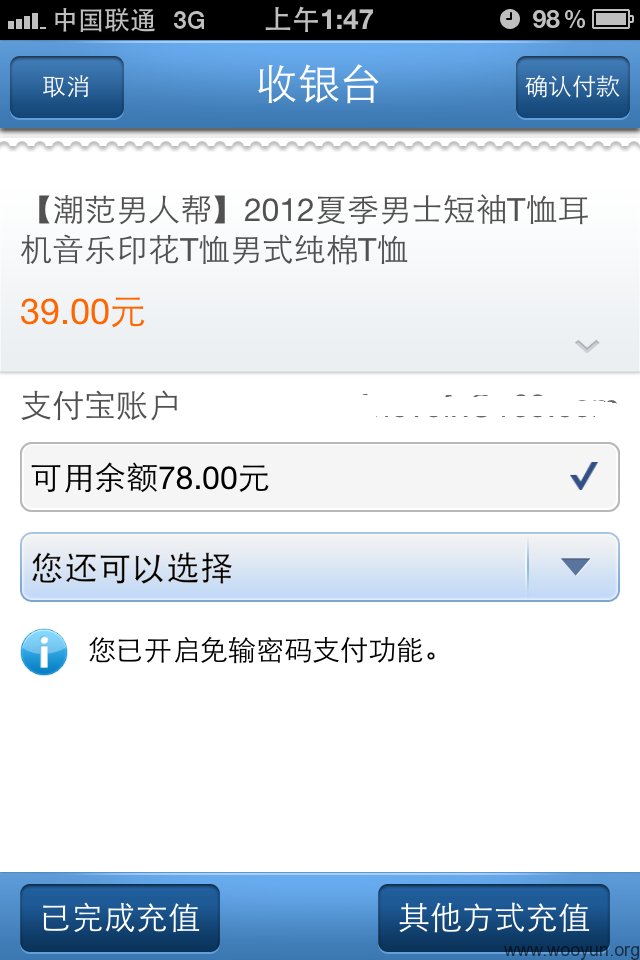 中国联通 3G 上午1:47 98%
取消 收银台 确认付款
【潮范男人帮】2012夏季男士短袖T恤耳
机音乐印花T恤男式纯棉T恤
39.00元
支付宝账户
可用余额78.00元
您还可以选择
您已开启免输密码支付功能。
已完成充值 其他方式充值
www.wooyun.org